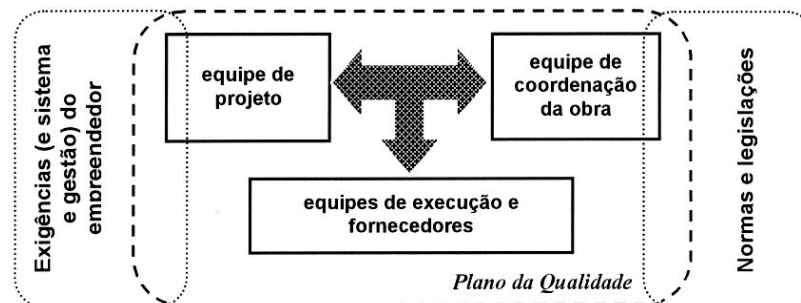 Exigências (e sistema
e gestão) do
empreendedor
equipe de
projeto
equipe de
coordenação
da obra
equipes de execução e
fornecedores
Plano da Qualidade
Normas e legislações